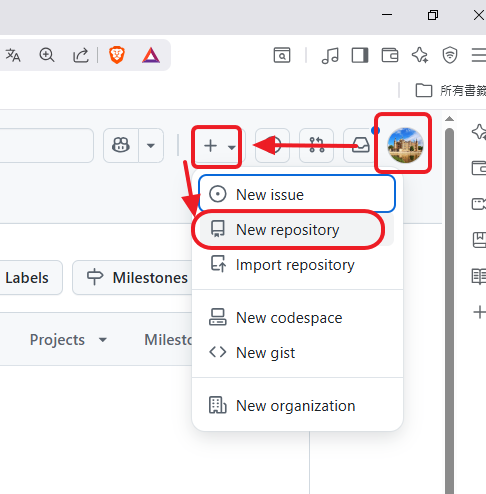 所有書籤
New issue
New repository
Import repository
New codespace
New gist
New organization
Labels
Milestones
Projects
Milesto